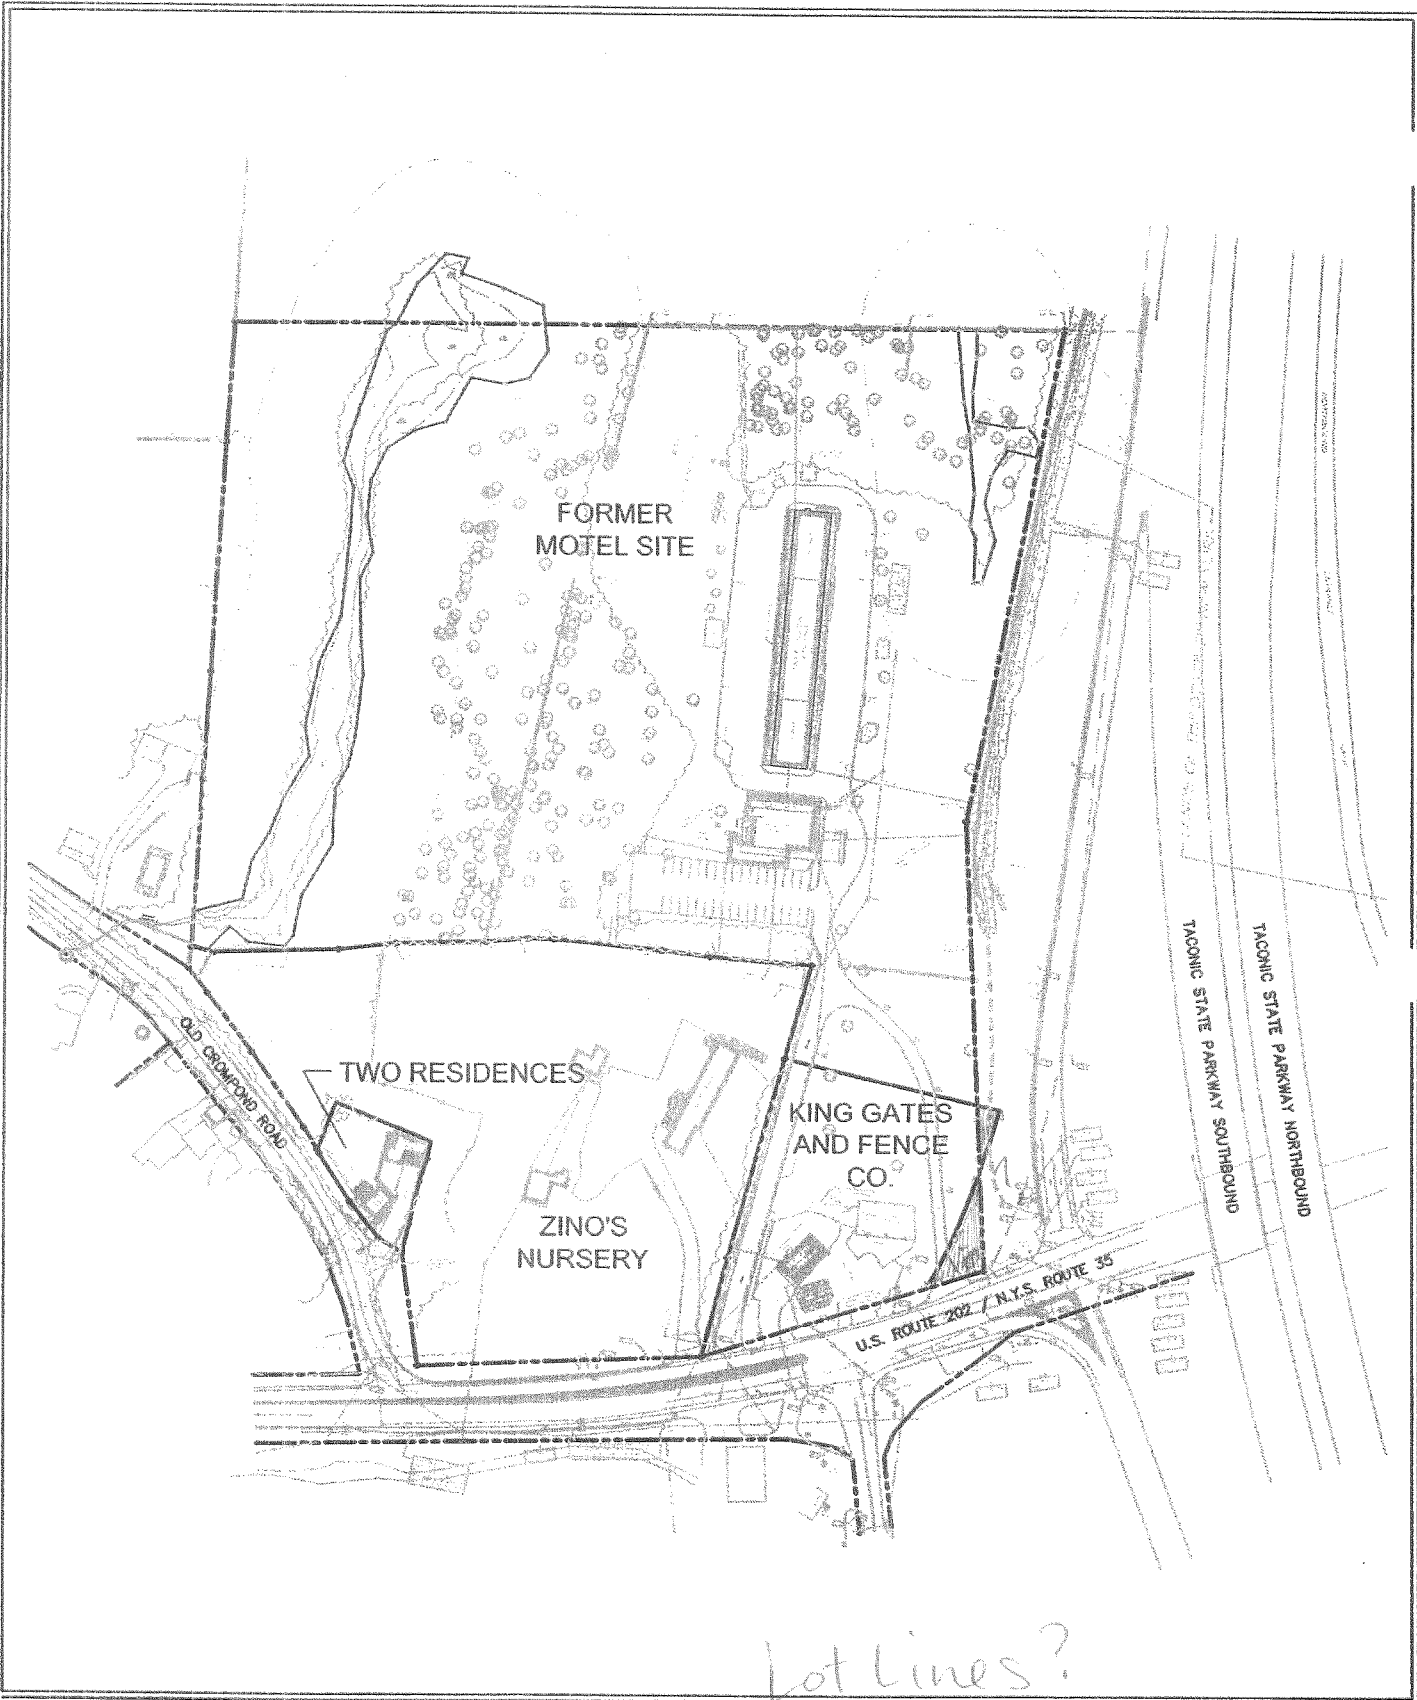 FORMER
MOTEL SITE
TWO RESIDENCES
OLD CROMPOND ROAD
KING GATES
AND FENCE
CO.
ZINO'S
NURSERY
U.S. ROUTE 202 / N.Y.S. ROUTE 35
TACONIC STATE PARKWAY SOUTHBOUND
TACONIC STATE PARKWAY NORTHBOUND
Lot Lines?